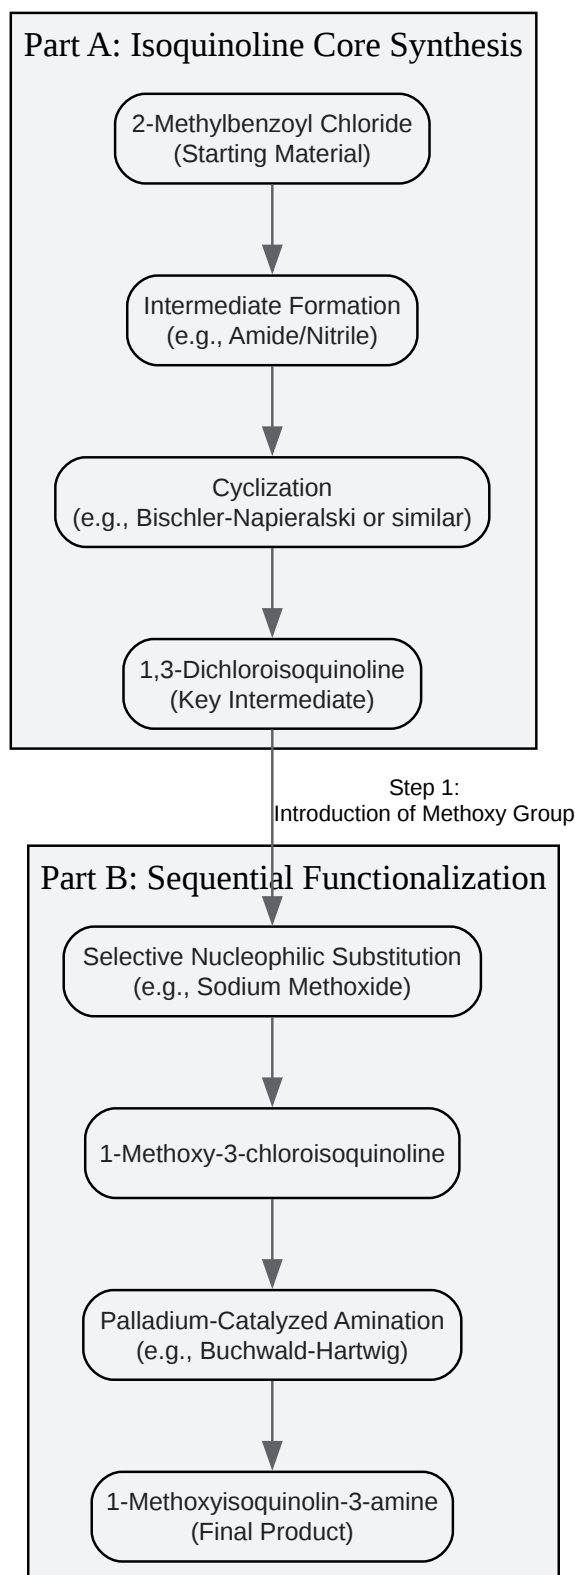 Part A: Isoquinoline Core Synthesis
2-Methylbenzoyl Chloride
(Starting Material)
Intermediate Formation
(e.g., Amide/Nitrile)
Cyclization
(e.g., Bischler-Napieralski or similar)
1,3-Dichloroisoquinoline
(Key Intermediate)
Step 1:
Introduction of Methoxy Group
Part B: Sequential Functionalization
Selective Nucleophilic Substitution
(e.g., Sodium Methoxide)
1-Methoxy-3-chloroisoquinoline
Palladium-Catalyzed Amination
(e.g., Buchwald-Hartwig)
1-Methoxyisoquinolin-3-amine
(Final Product)